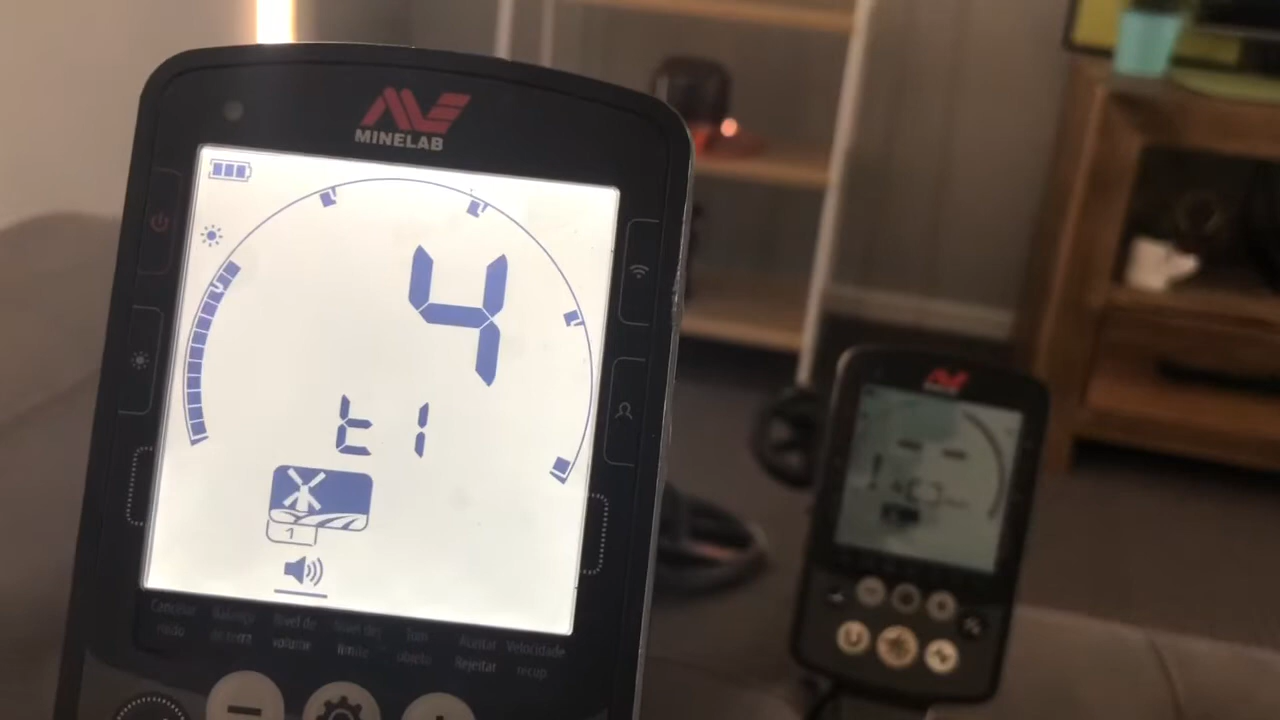 MINELAB
4
t1
1
Cancelar Balanço Nível de Nível de Tom Aceitar Velocidade
ruído de terra volume limite objeto Rejeitar recup.